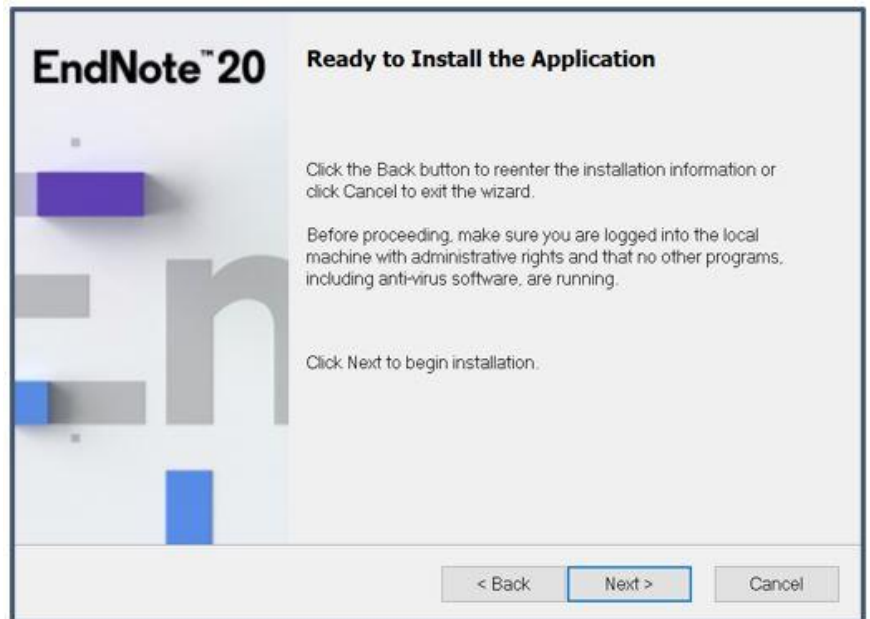 EndNote™20
Ready to Install the Application
Click the Back button to reenter the installation information or
click Cancel to exit the wizard.
Before proceeding, make sure you are logged into the local
machine with administrative rights and that no other programs,
including anti-virus software, are running.
Click Next to begin installation.
En
< Back
Next >
Cancel